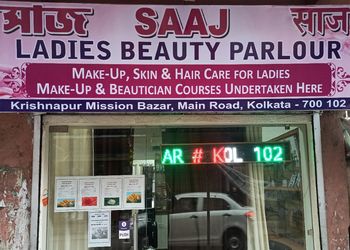 সাজ SAAJ साज
LADIES BEAUTY PARLOUR
MAKE-UP, SKIN & HAIR CARE FOR LADIES
MAKE-UP & BEAUTICIAN COURSES UNDERTAKEN HERE
Krishnapur Mission Bazar, Main Road, Kolkata - 700 102
AR # KOL 102